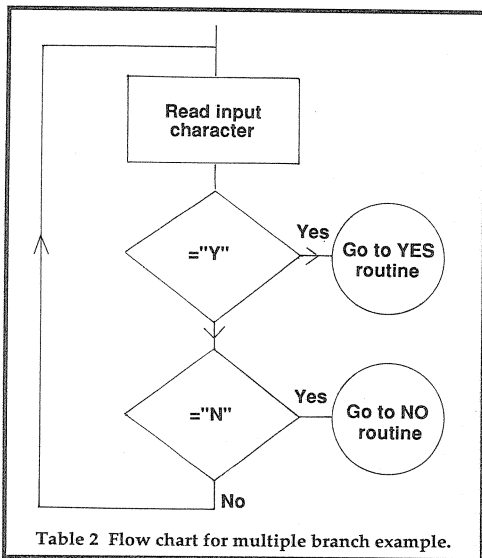 Read input
character
="Y"
Yes
Go to YES
routine
="N"
Yes
Go to NO
routine
No
Table 2 Flow chart for multiple branch example.